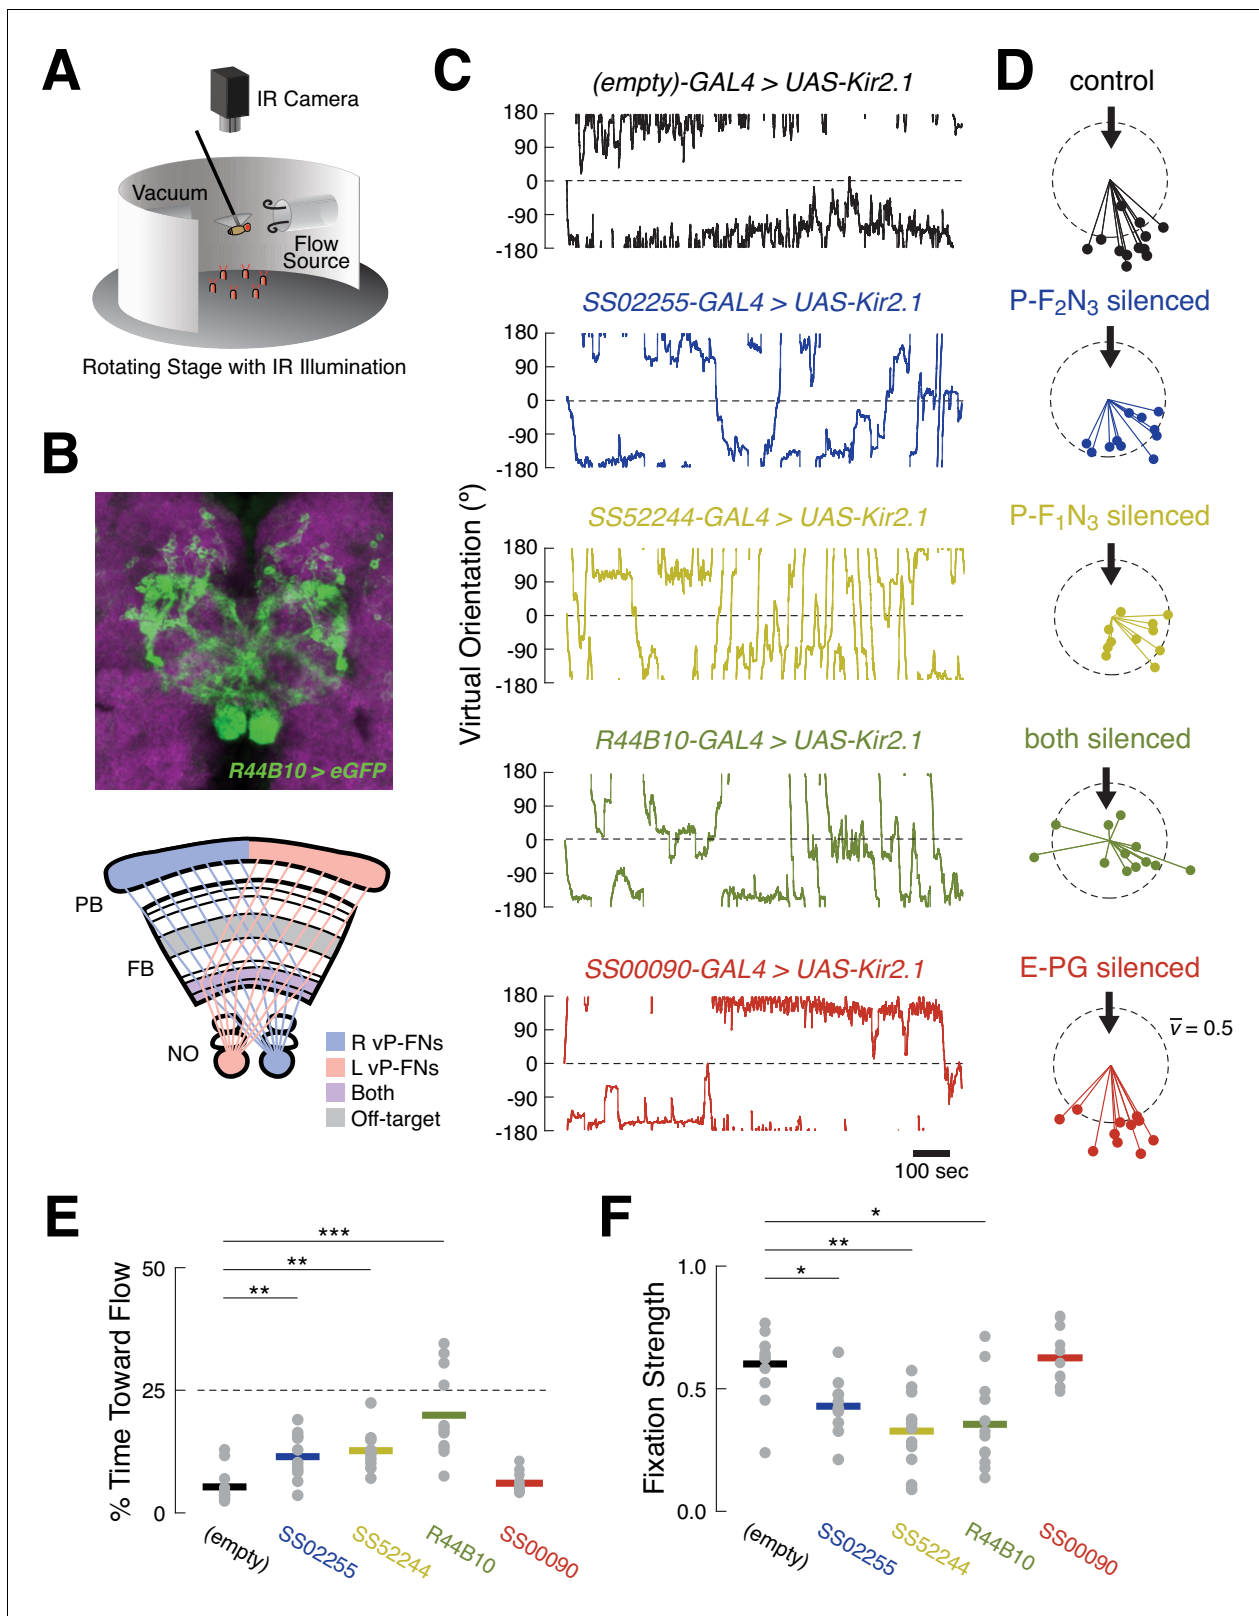 A
IR Camera
Vacuum
Flow
Source
Rotating Stage with IR Illumination
B
R44B10 > eGFP
PB
FB
NO
R vP-FNs
L vP-FNs
Both
Off-target
C
Virtual Orientation (º)
(empty)-GAL4 > UAS-Kir2.1
180
90
0
-90
-180
SS02255-GAL4 > UAS-Kir2.1
180
90
0
-90
-180
SS52244-GAL4 > UAS-Kir2.1
180
90
0
-90
-180
R44B10-GAL4 > UAS-Kir2.1
180
90
0
-90
-180
SS00090-GAL4 > UAS-Kir2.1
180
90
0
-90
-180
100 sec
D
control
P-F₂N₃ silenced
P-F₁N₃ silenced
both silenced
E-PG silenced
v̅ = 0.5
E
% Time Toward Flow
50
25
0
***
**
**
(empty)
SS02255
SS52244
R44B10
SS00090
F
Fixation Strength
1.0
0.5
0.0
*
**
*
(empty)
SS02255
SS52244
R44B10
SS00090